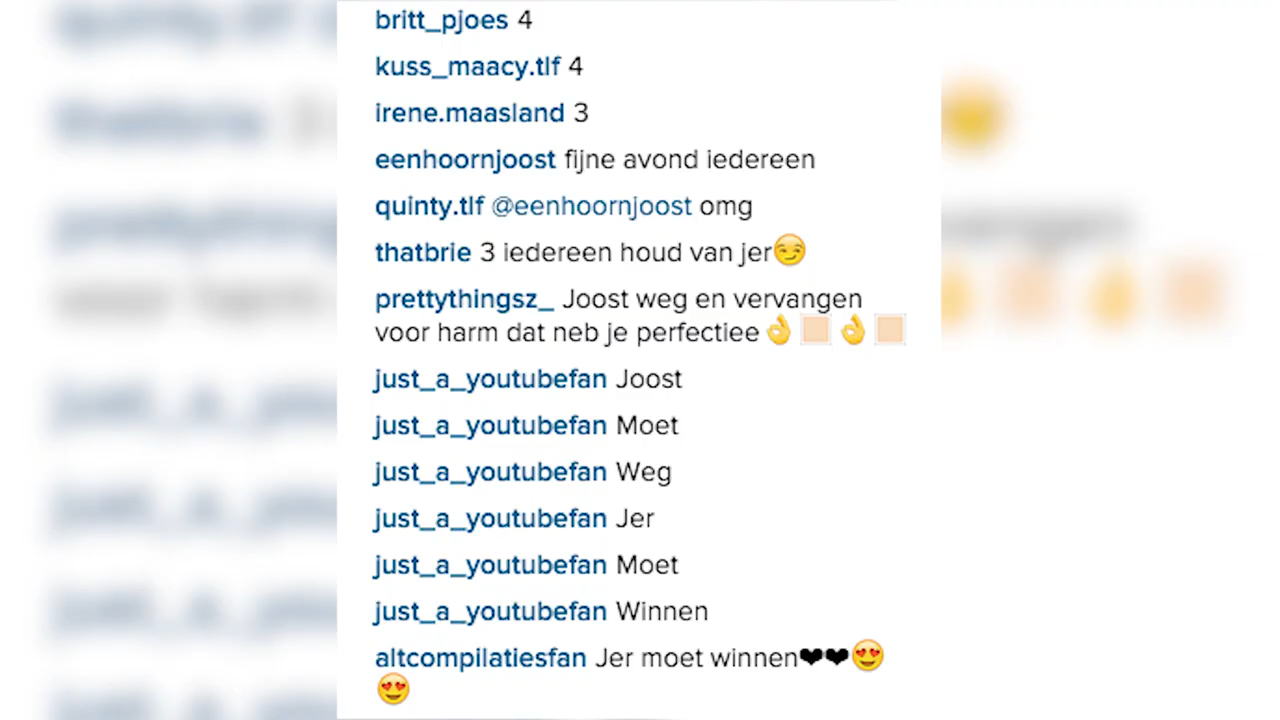 britt_pjoes 4
kuss_maacy.tlf 4
irene.maasland 3
eenhoornjoost fijne avond iedereen
quinty.tlf @eenhoornjoost omg
thatbrie 3 iedereen houd van jer😏
prettythingsz_ Joost weg en vervangen
voor harm dat neb je perfectiee👌🏻👌🏻
just_a_youtubefan Joost
just_a_youtubefan Moet
just_a_youtubefan Weg
just_a_youtubefan Jer
just_a_youtubefan Moet
just_a_youtubefan Winnen
altcompilatiesfan Jer moet winnen❤❤😍
😍